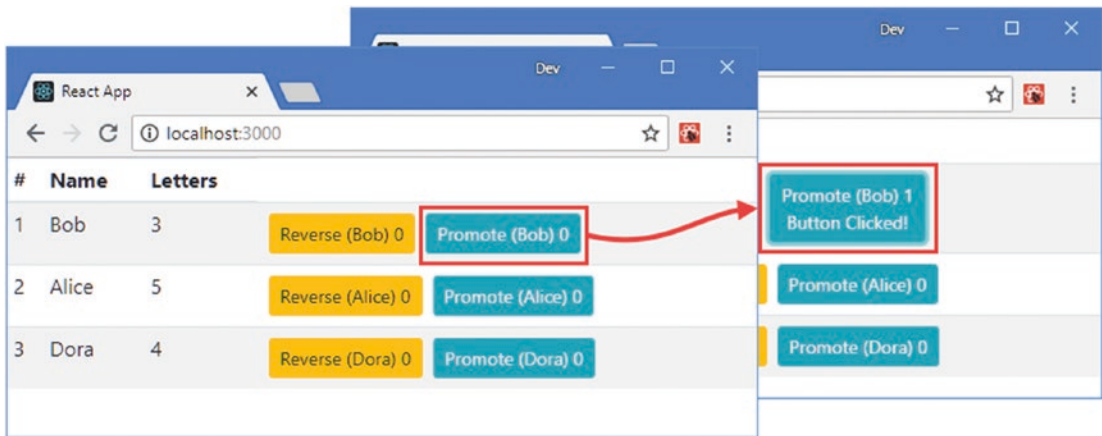 Dev
React App
Dev
localhost:3000
# Name Letters
1 Bob 3 Reverse (Bob) 0 Promote (Bob) 0
2 Alice 5 Reverse (Alice) 0 Promote (Alice) 0
3 Dora 4 Reverse (Dora) 0 Promote (Dora) 0
Promote (Bob) 1
Button Clicked!
Promote (Alice) 0
Promote (Dora) 0